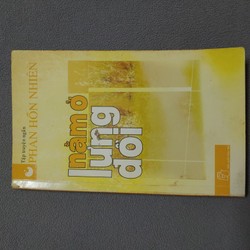 Tập truyện ngắn
PHAN HỒN NHIÊN
nằm ở
lưng
đồi